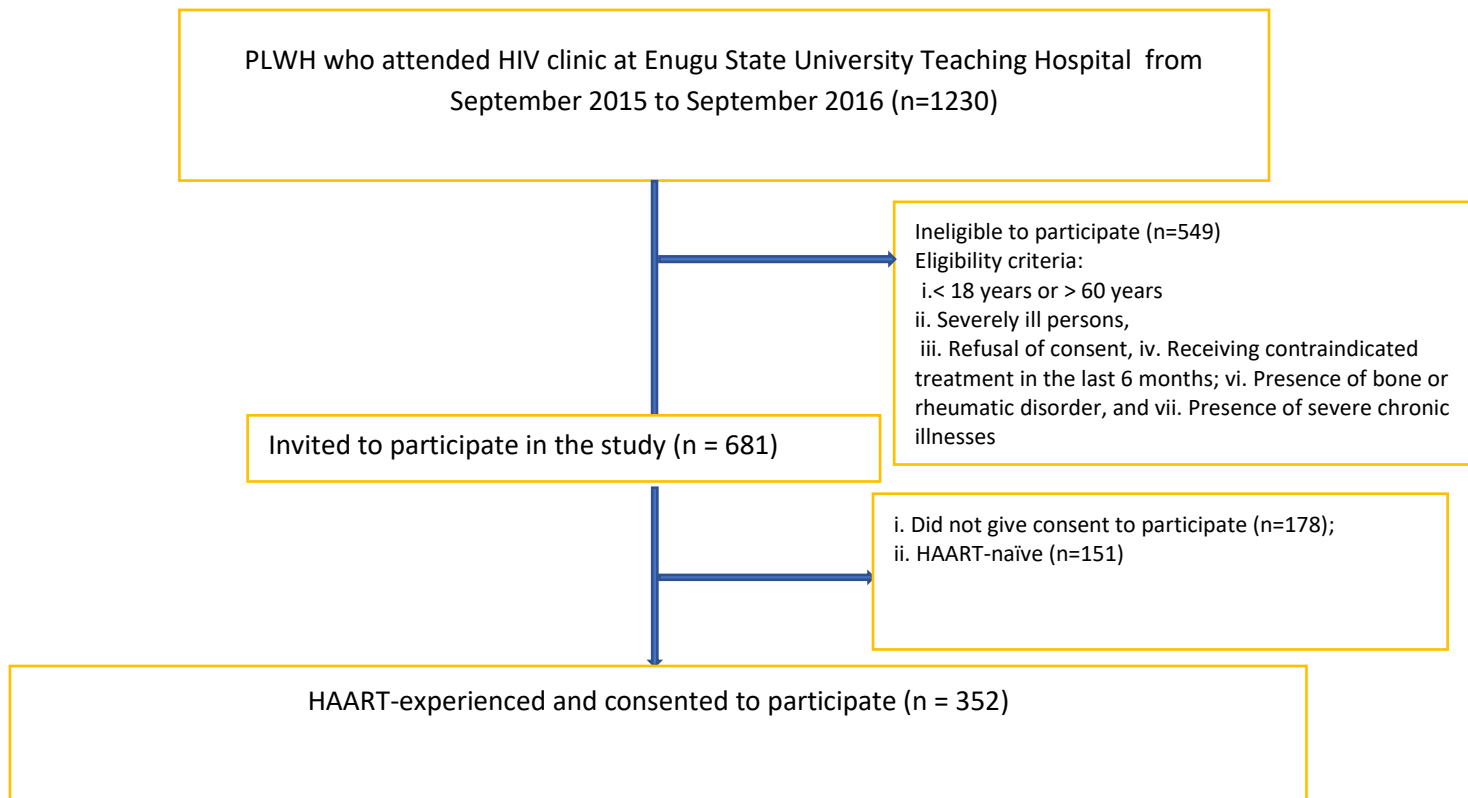 PLWH who attended HIV clinic at Enugu State University Teaching Hospital from
September 2015 to September 2016 (n=1230)
Ineligible to participate (n=549)
Eligibility criteria:
i.< 18 years or > 60 years
ii. Severely ill persons,
iii. Refusal of consent, iv. Receiving contraindicated
treatment in the last 6 months; vi. Presence of bone or
rheumatic disorder, and vii. Presence of severe chronic
illnesses
Invited to participate in the study (n = 681)
i. Did not give consent to participate (n=178);
ii. HAART-naïve (n=151)
HAART-experienced and consented to participate (n = 352)